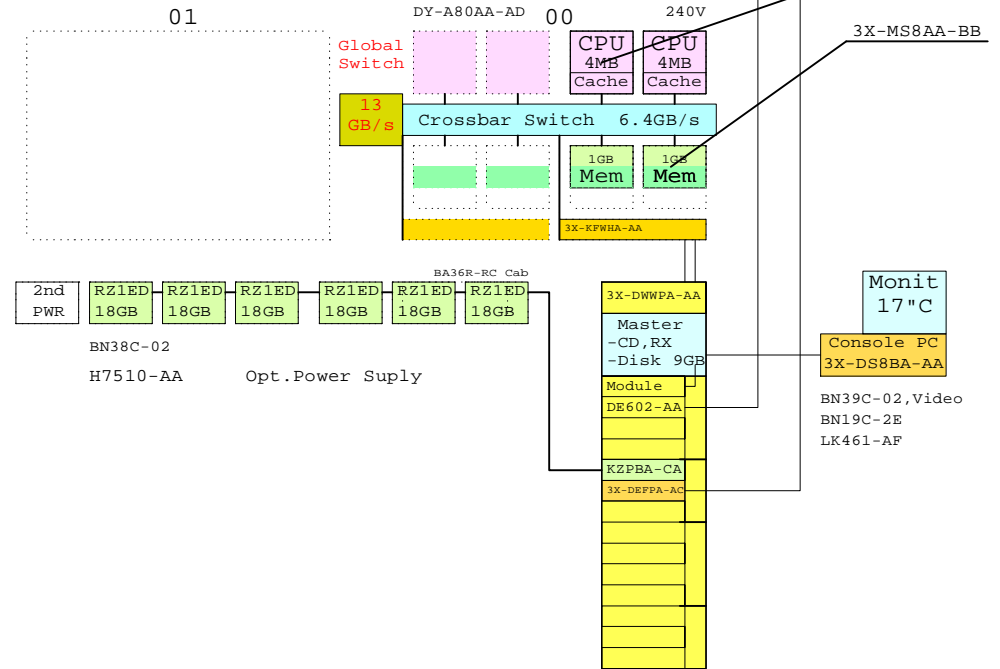 01
DY-A80AA-AD
00
240V
3X-MS8AA-BB
Global
Switch
CPU
4MB
Cache
CPU
4MB
Cache
13
GB/s
Crossbar Switch 6.4GB/s
1GB
Mem
1GB
Mem
3X-KFWHA-AA
BA36R-RC Cab
2nd
PWR
RZ1ED
18GB
RZ1ED
18GB
RZ1ED
18GB
RZ1ED
18GB
RZ1ED
18GB
RZ1ED
18GB
BN38C-02
H7510-AA Opt.Power Suply
3X-DWWPA-AA
Master
-CD,RX
-Disk 9GB
Module
DE602-AA
KZPBA-CA
3X-DEFPA-AC
Monit
17"C
Console PC
3X-DS8BA-AA
BN39C-02,Video
BN19C-2E
LK461-AF